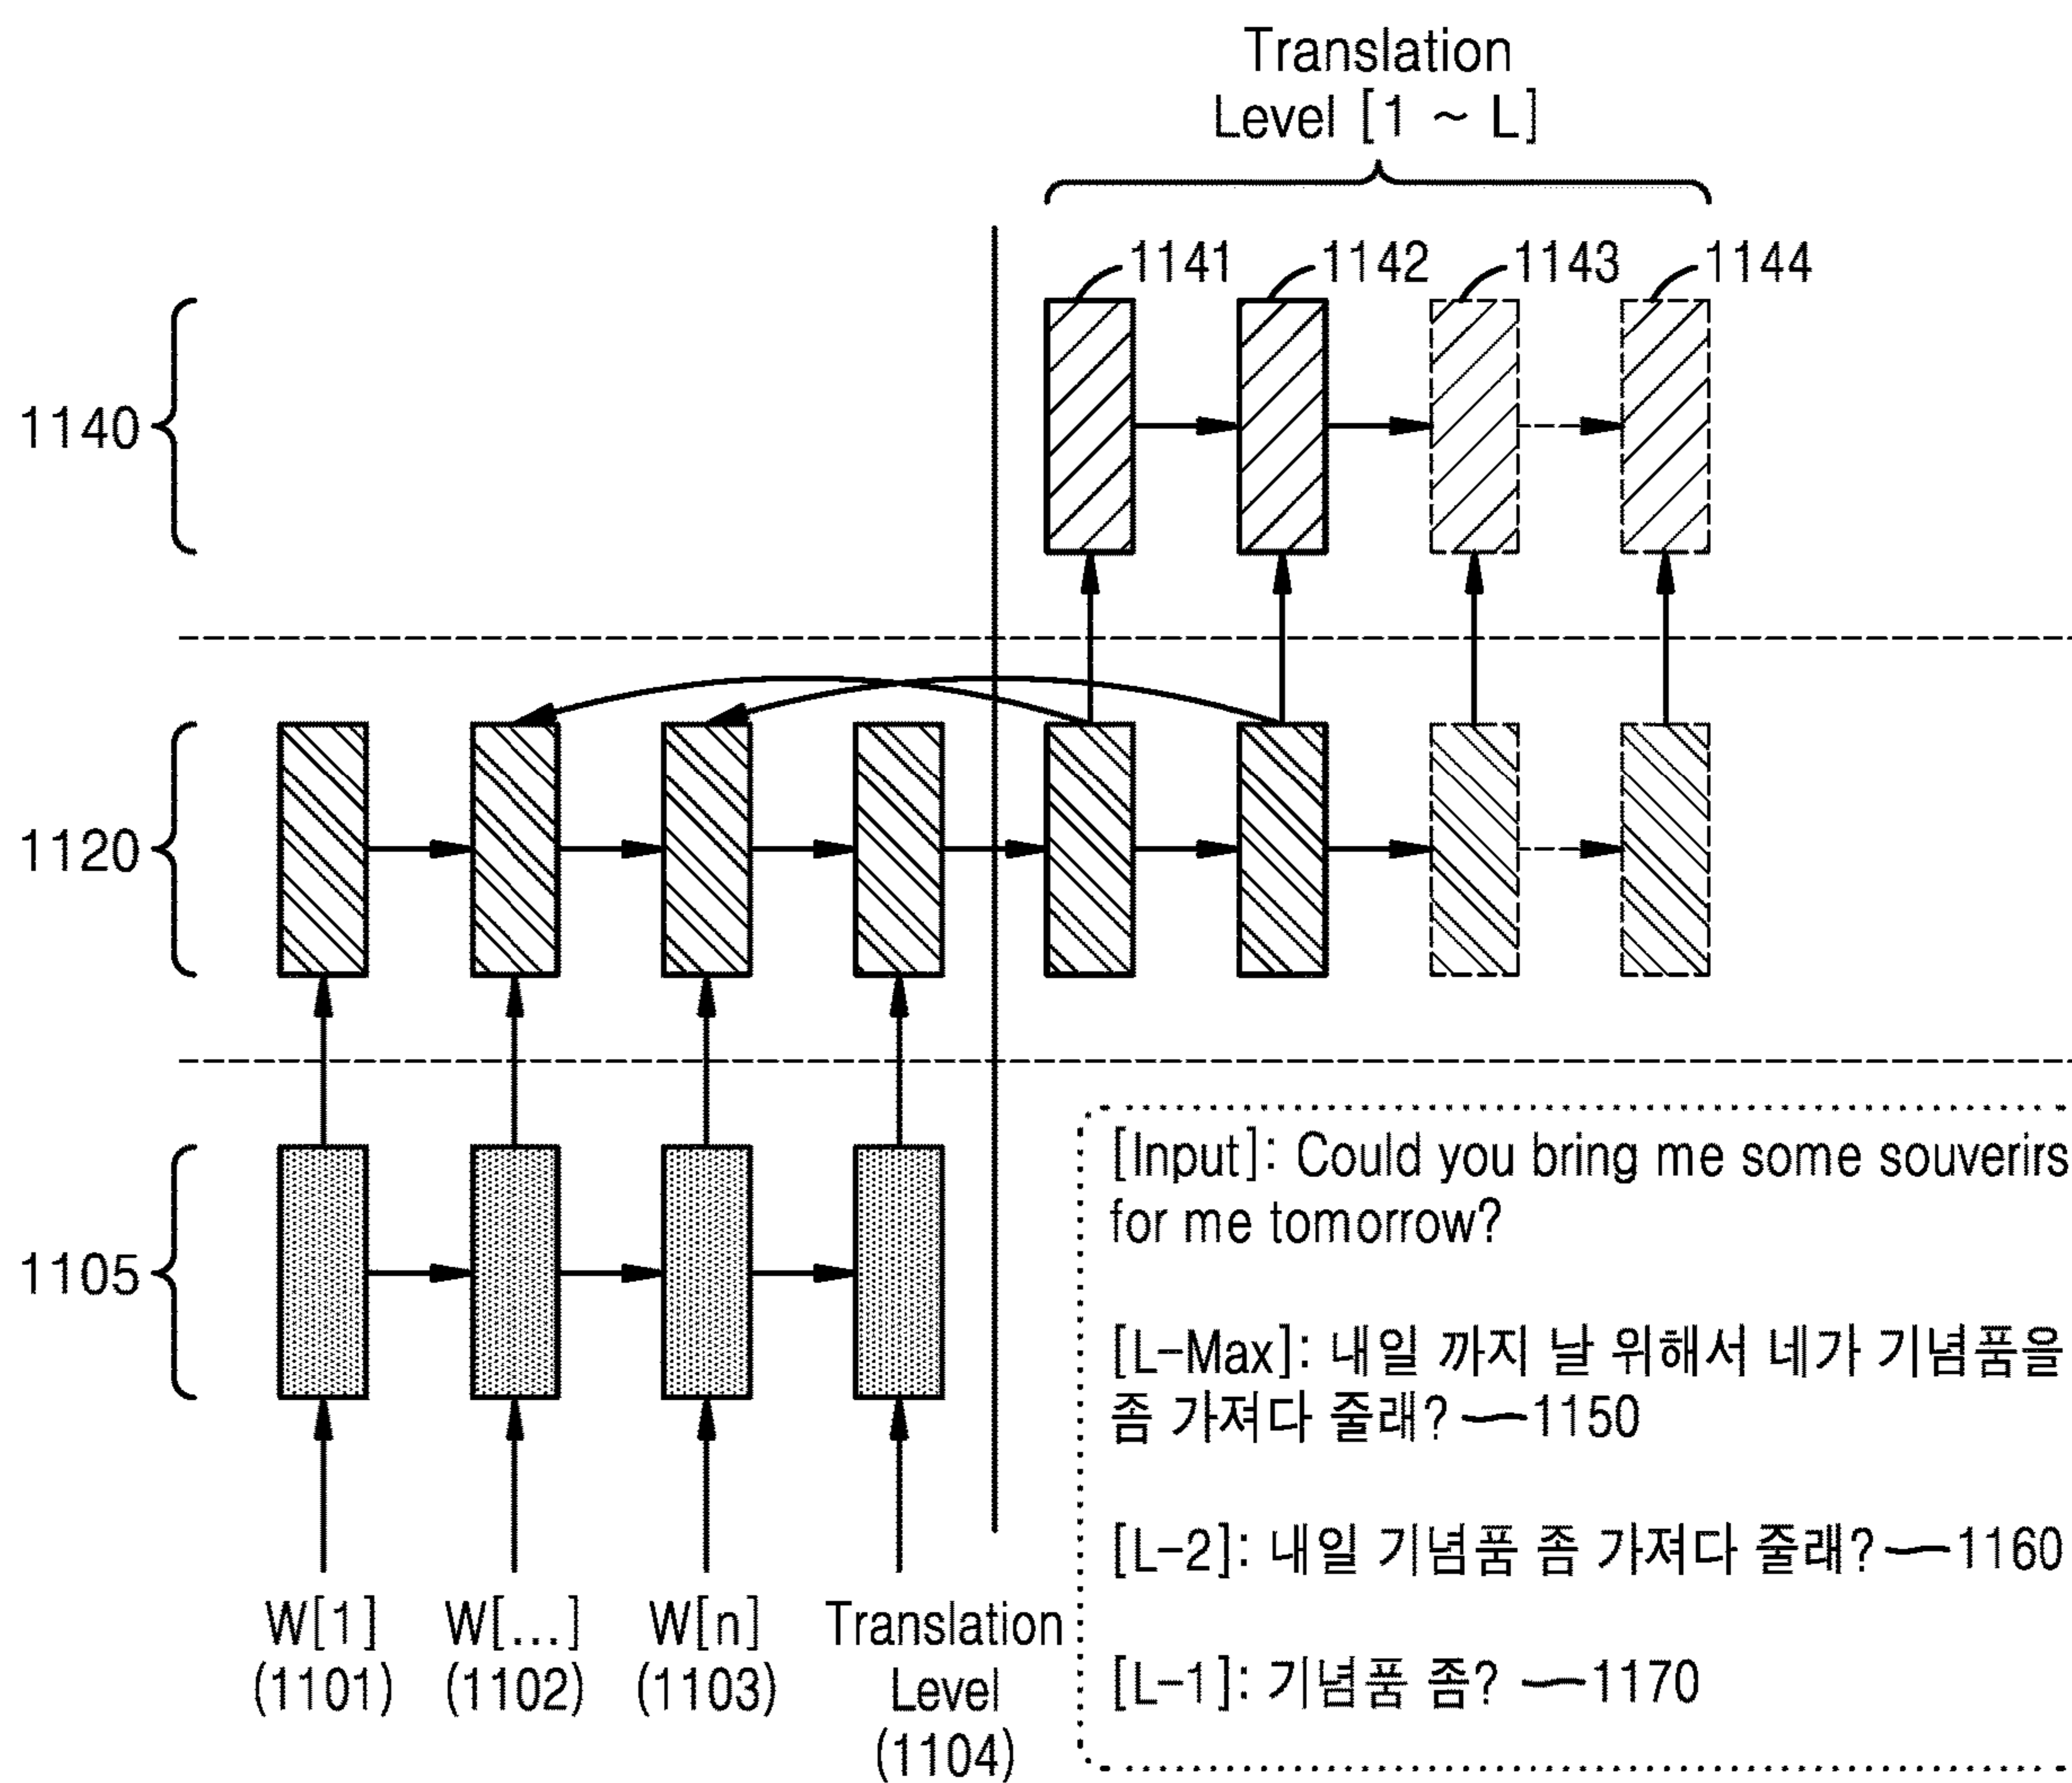 Translation
Level [1 ~ L]
1141 1142 1143 1144
1140
1120
1105
[Input]: Could you bring me some souverirs
for me tomorrow?
[L-Max]: 내일 까지 날 위해서 네가 기념품을
좀 가져다 줄래? 1150
[L-2]: 내일 기념품 좀 가져다 줄래? 1160
[L-1]: 기념품 좀? 1170
W[1] W[...] W[n] Translation
(1101) (1102) (1103) Level
(1104)